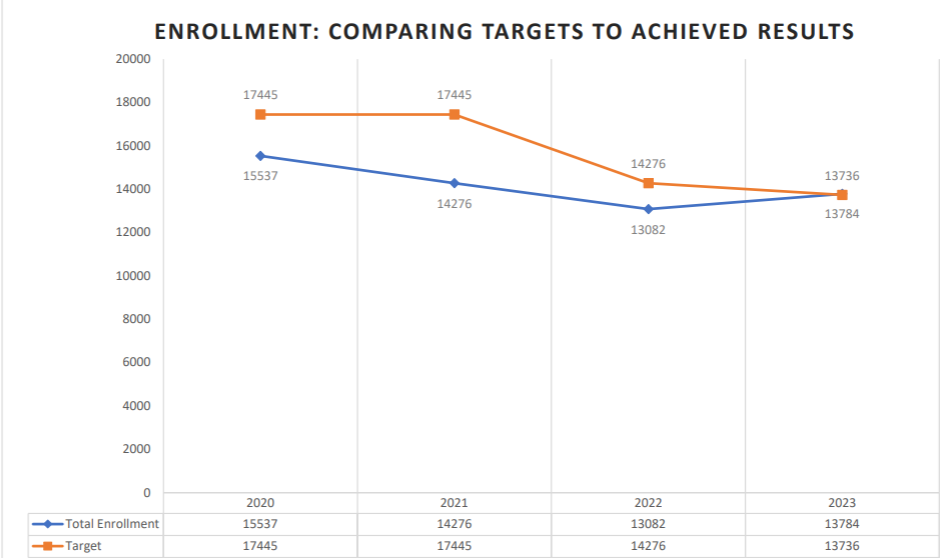 ENROLLMENT: COMPARING TARGETS TO ACHIEVED RESULTS
20000
18000
16000
14000
12000
10000
8000
6000
4000
2000
0
17445 17445 14276 13736
15537 14276 13082 13784
2020 2021 2022 2023
Total Enrollment 15537 14276 13082 13784
Target 17445 17445 14276 13736